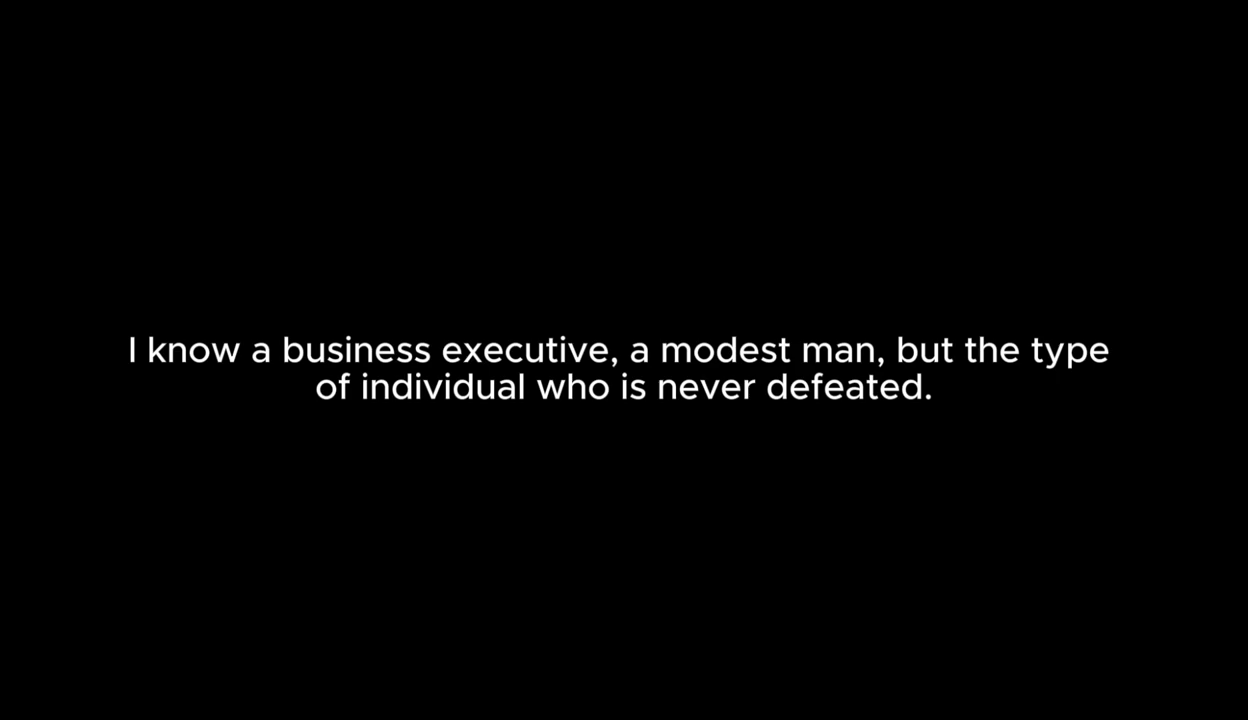 I know a business executive, a modest man, but the type
of individual who is never defeated.